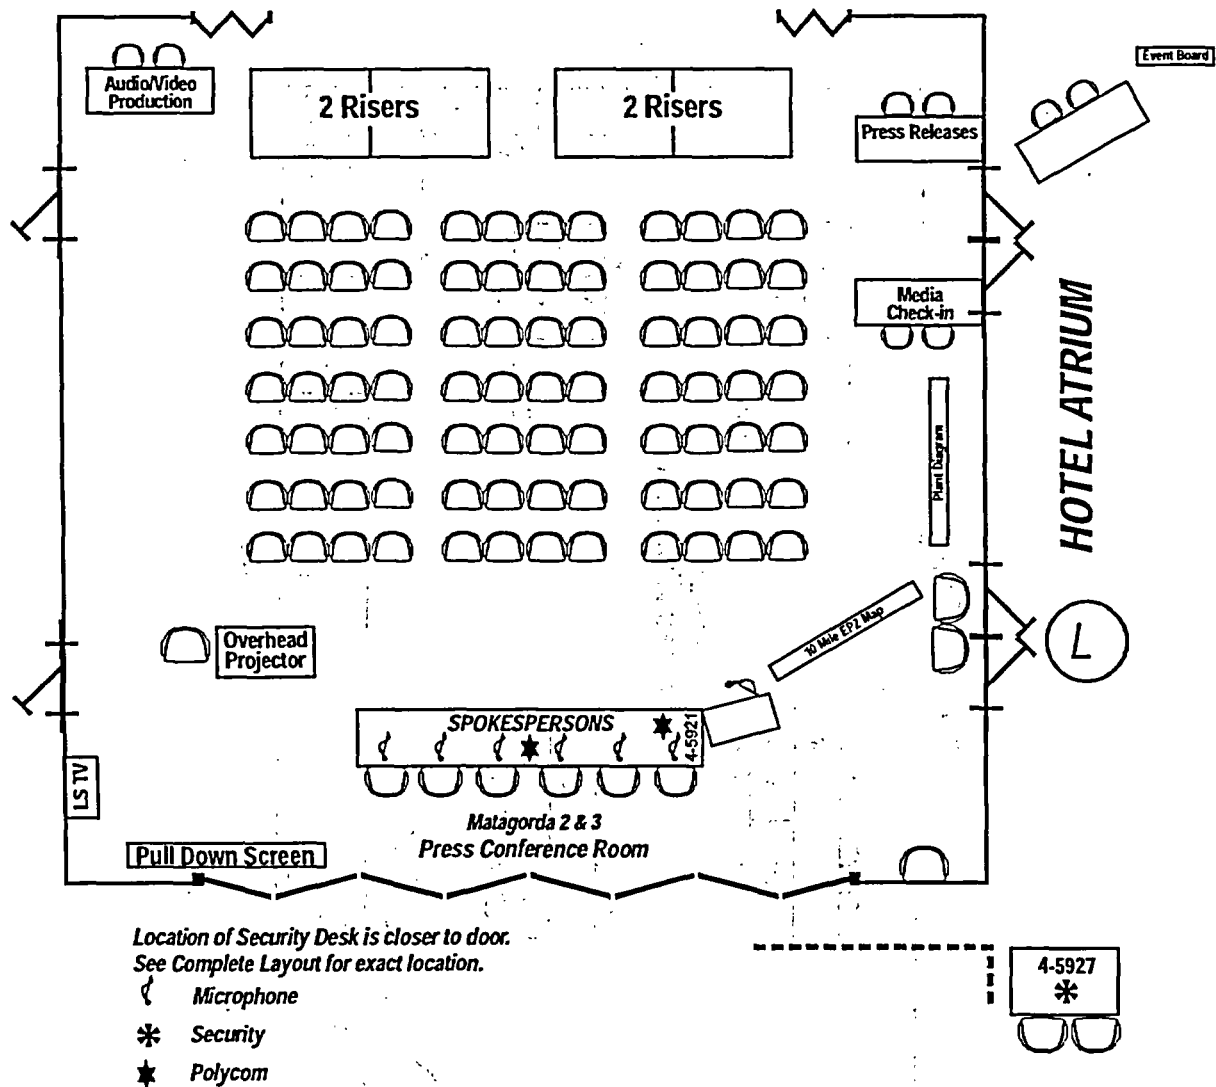 Event Board
Audio/Video
Production
2 Risers
2 Risers
Press Releases
Media
Check-in
HOTEL ATRIUM
Plant Diagram
10 Mile EPZ Map
L
Overhead
Projector
SPOKESPERSONS
4-5921
LS TV
Matagorda 2 & 3
Press Conference Room
Pull Down Screen
Location of Security Desk is closer to door.
See Complete Layout for exact location.
Microphone
Security
Polycom
4-5927